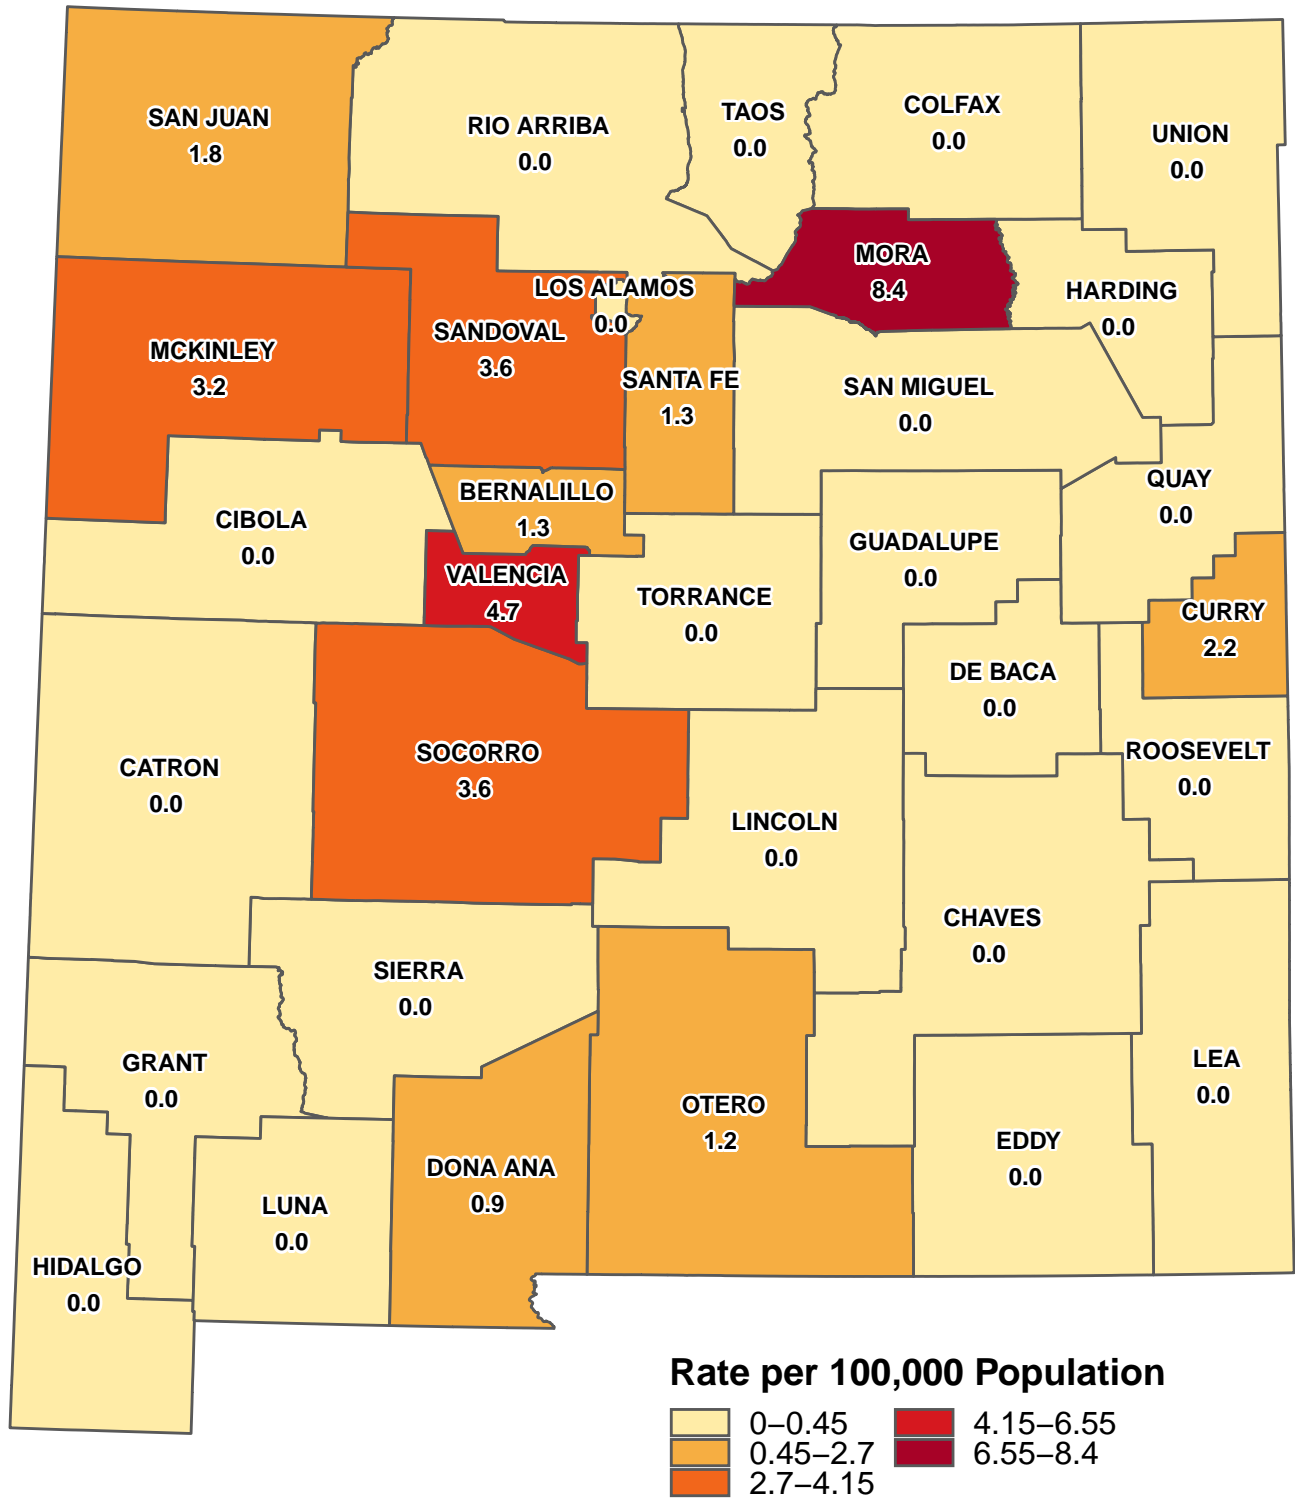 SAN JUAN
1.8
RIO ARRIBA
0.0
TAOS
0.0
COLFAX
0.0
UNION
0.0
MORA
8.4
HARDING
0.0
LOS ALAMOS
0.0
SANDOVAL
3.6
MCKINLEY
3.2
SANTA FE
1.3
SAN MIGUEL
0.0
QUAY
0.0
BERNALILLO
1.3
CIBOLA
0.0
GUADALUPE
0.0
VALENCIA
4.7
TORRANCE
0.0
CURRY
2.2
DE BACA
0.0
ROOSEVELT
0.0
SOCORRO
3.6
CATRON
0.0
LINCOLN
0.0
CHAVES
0.0
SIERRA
0.0
GRANT
0.0
LEA
0.0
OTERO
1.2
EDDY
0.0
DONA ANA
0.9
LUNA
0.0
HIDALGO
0.0
Rate per 100,000 Population
0−0.45
0.45−2.7
2.7−4.15
4.15−6.55
6.55−8.4